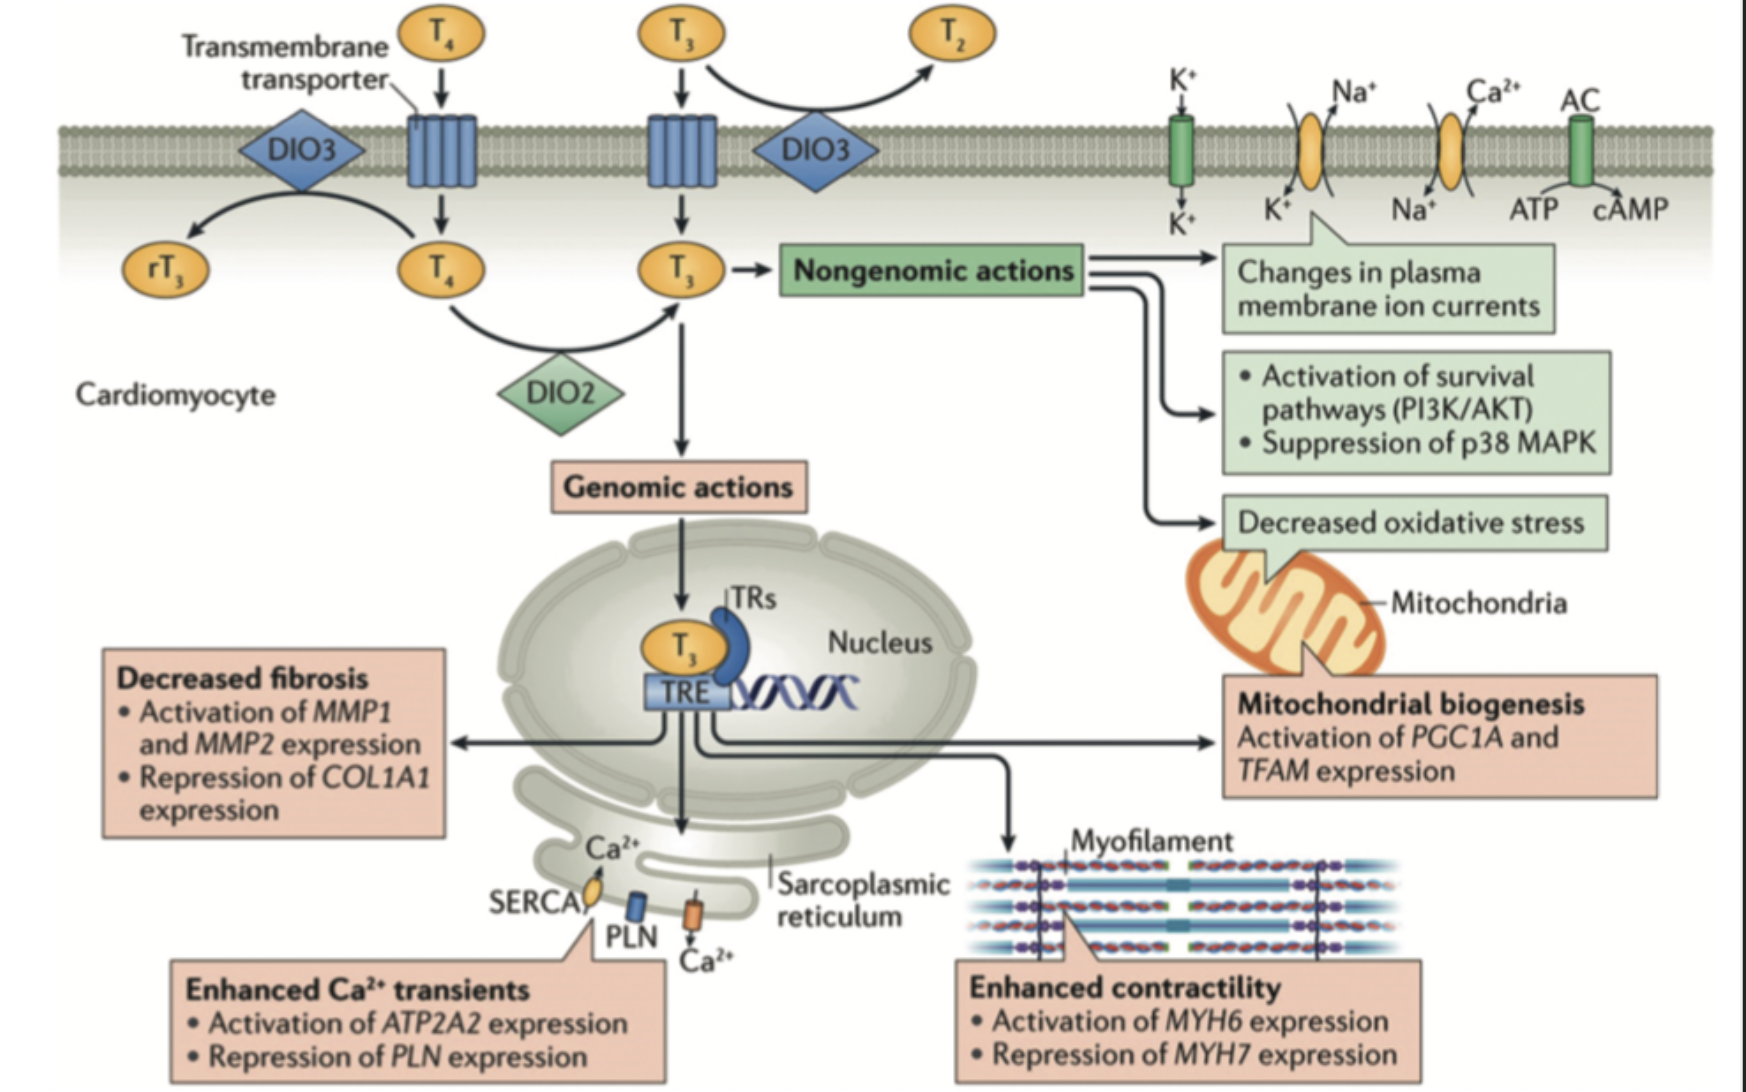 T₄
T₃
T₂
Transmembrane
transporter
K⁺
Na⁺
Ca²⁺
AC
DIO3
DIO3
K⁺
K⁺
Na⁺
ATP
cAMP
rT₃
T₄
T₃
Nongenomic actions
Changes in plasma
membrane ion currents
Cardiomyocyte
DIO2
• Activation of survival
pathways (PI3K/AKT)
• Suppression of p38 MAPK
Genomic actions
Decreased oxidative stress
Mitochondria
TRs
T₃
Nucleus
TRE
Decreased fibrosis
• Activation of MMP1
and MMP2 expression
• Repression of COL1A1
expression
Mitochondrial biogenesis
Activation of PGC1A and
TFAM expression
Ca²⁺
SERCA
PLN
Ca²⁺
Sarcoplasmic
reticulum
Myofilament
Enhanced Ca²⁺ transients
• Activation of ATP2A2 expression
• Repression of PLN expression
Enhanced contractility
• Activation of MYH6 expression
• Repression of MYH7 expression